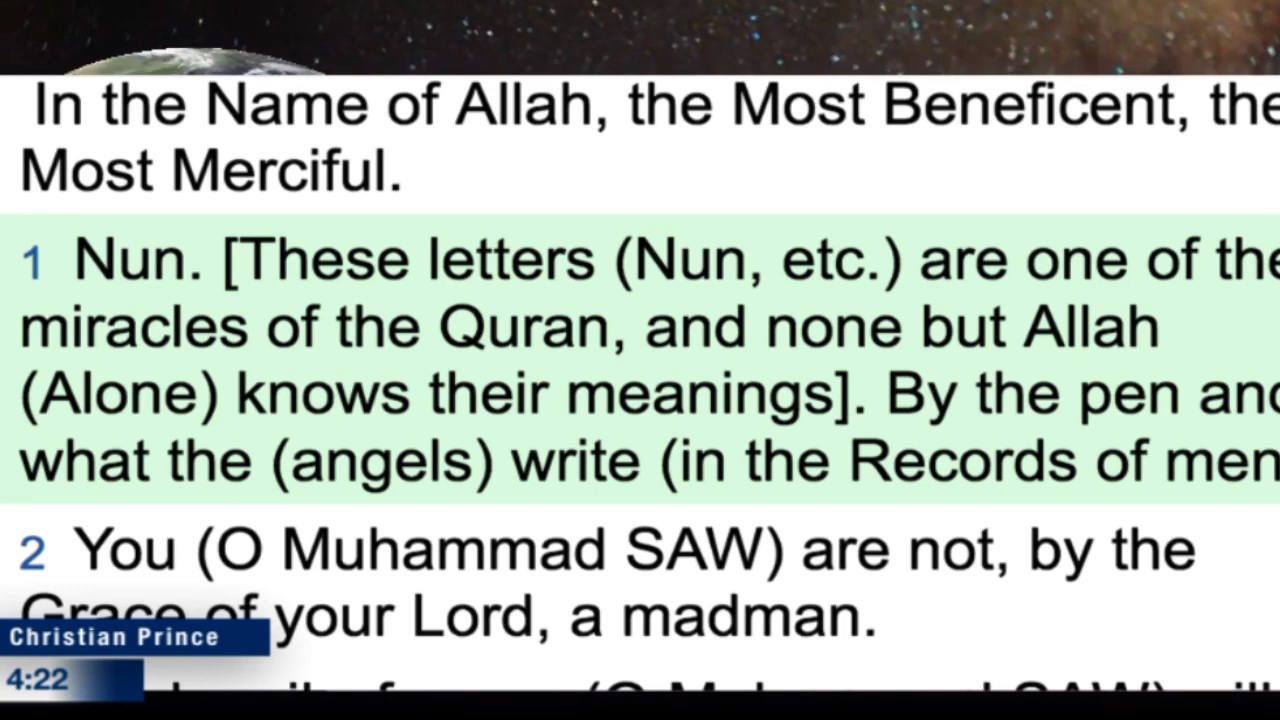 In the Name of Allah, the Most Beneficent, the
Most Merciful.
1 Nun. [These letters (Nun, etc.) are one of the
miracles of the Quran, and none but Allah
(Alone) knows their meanings]. By the pen and
what the (angels) write (in the Records of men
2 You (O Muhammad SAW) are not, by the
Grace of your Lord, a madman.
Christian Prince
4:22